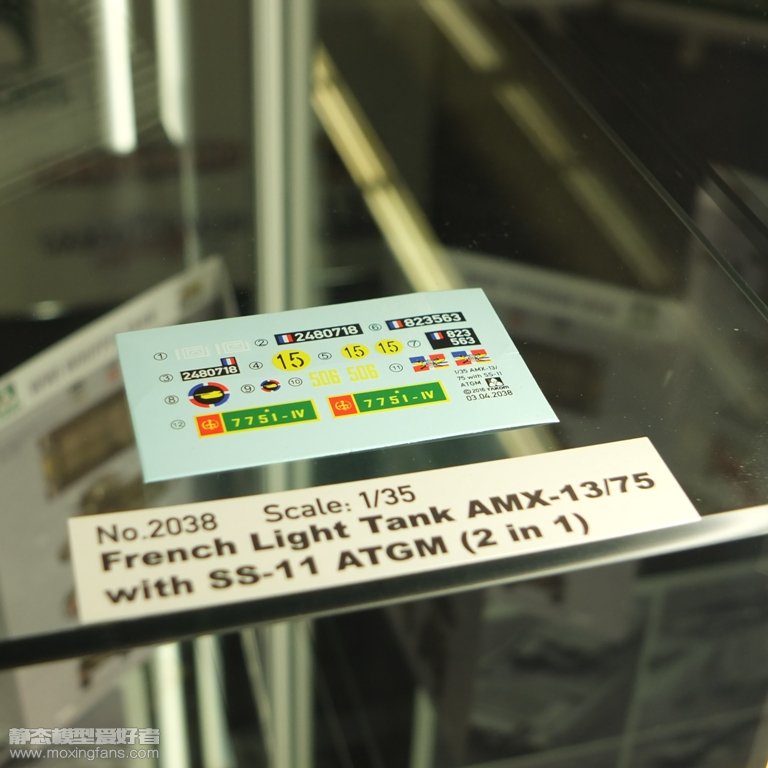 ① ② 2480718 ⑥ 823563
③ 2480718 ④ 15 ⑤ 15 15 ⑦ 823 563
⑧ ⑨ ⑩ 506 506 ⑪
⑫ 7751-IV 7751-IV
1/35 AMX-13/
75 with SS-11
ATGM
©2016 TAKOM
03.04.2038
No.2038 Scale: 1/35
French Light Tank AMX-13/75
with SS-11 ATGM (2 in 1)
静态模型爱好者
www.moxingfans.com